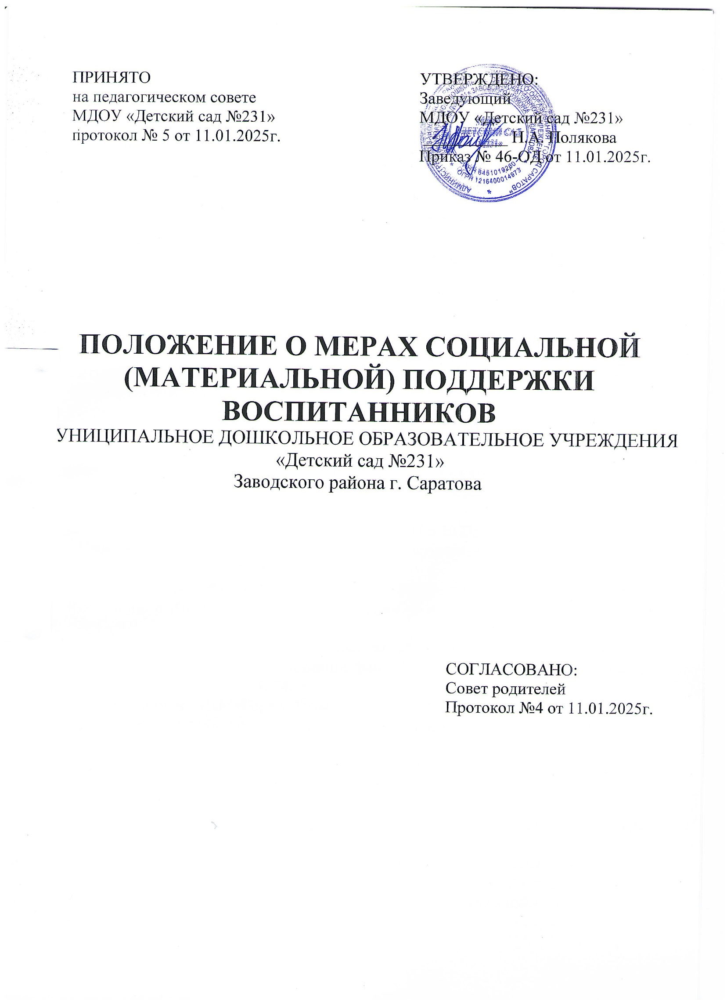 ПРИНЯТО
на педагогическом совете
МДОУ «Детский сад №231»
протокол № 5 от 11.01.2025г.
УТВЕРЖДЕНО:
Заведующий
МДОУ «Детский сад №231»
Н.А. Полякова
Приказ № 46-ОД от 11.01.2025г.
ДЕТСКИЙ САД
ИНН 6451019260
ОГРН 1216400014973
ПОЛОЖЕНИЕ О МЕРАХ СОЦИАЛЬНОЙ
(МАТЕРИАЛЬНОЙ) ПОДДЕРЖКИ
ВОСПИТАННИКОВ
УНИЦИПАЛЬНОЕ ДОШКОЛЬНОЕ ОБРАЗОВАТЕЛЬНОЕ УЧРЕЖДЕНИЯ
«Детский сад №231»
Заводского района г. Саратова
СОГЛАСОВАНО:
Совет родителей
Протокол №4 от 11.01.2025г.